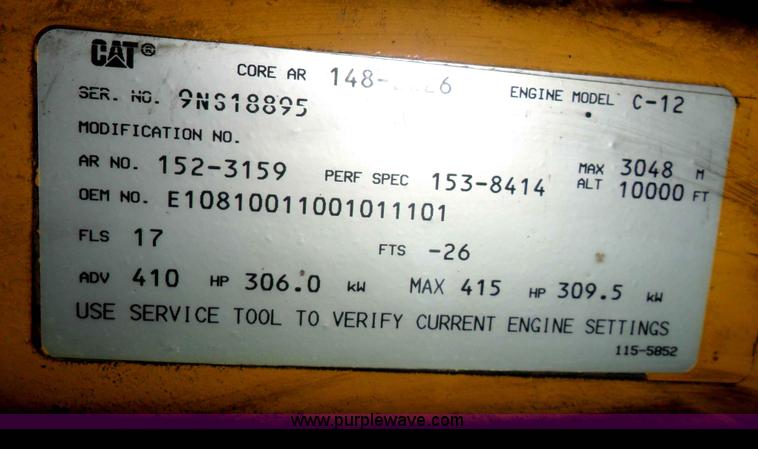 CAT®
CORE AR ENGINE MODEL C-12
SER. NO. 9NS18895
MODIFICATION NO.
AR NO. 152-3159 PERF SPEC 153-8414 MAX ALT 3048 M 10000 FT
OEM NO. E10810011001011101
FLS 17 FTS -26
ADV 410 HP 306.0 kW MAX 415 HP 309.5 kW
USE SERVICE TOOL TO VERIFY CURRENT ENGINE SETTINGS
115-5852
www.purplewave.com